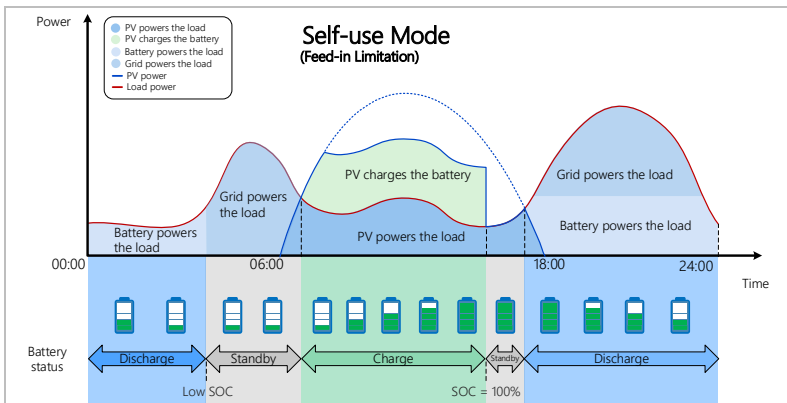 Power
Self-use Mode
(Feed-in Limitation)
PV powers the load
PV charges the battery
Battery powers the load
Grid powers the load
PV power
Load power
Battery powers
the load
Grid powers
the load
PV charges the battery
PV powers the load
Grid powers the load
Battery powers the load
00:00
06:00
18:00
24:00
Time
Battery
status
Discharge
Standby
Charge
Standby
Discharge
Low SOC
SOC = 100%